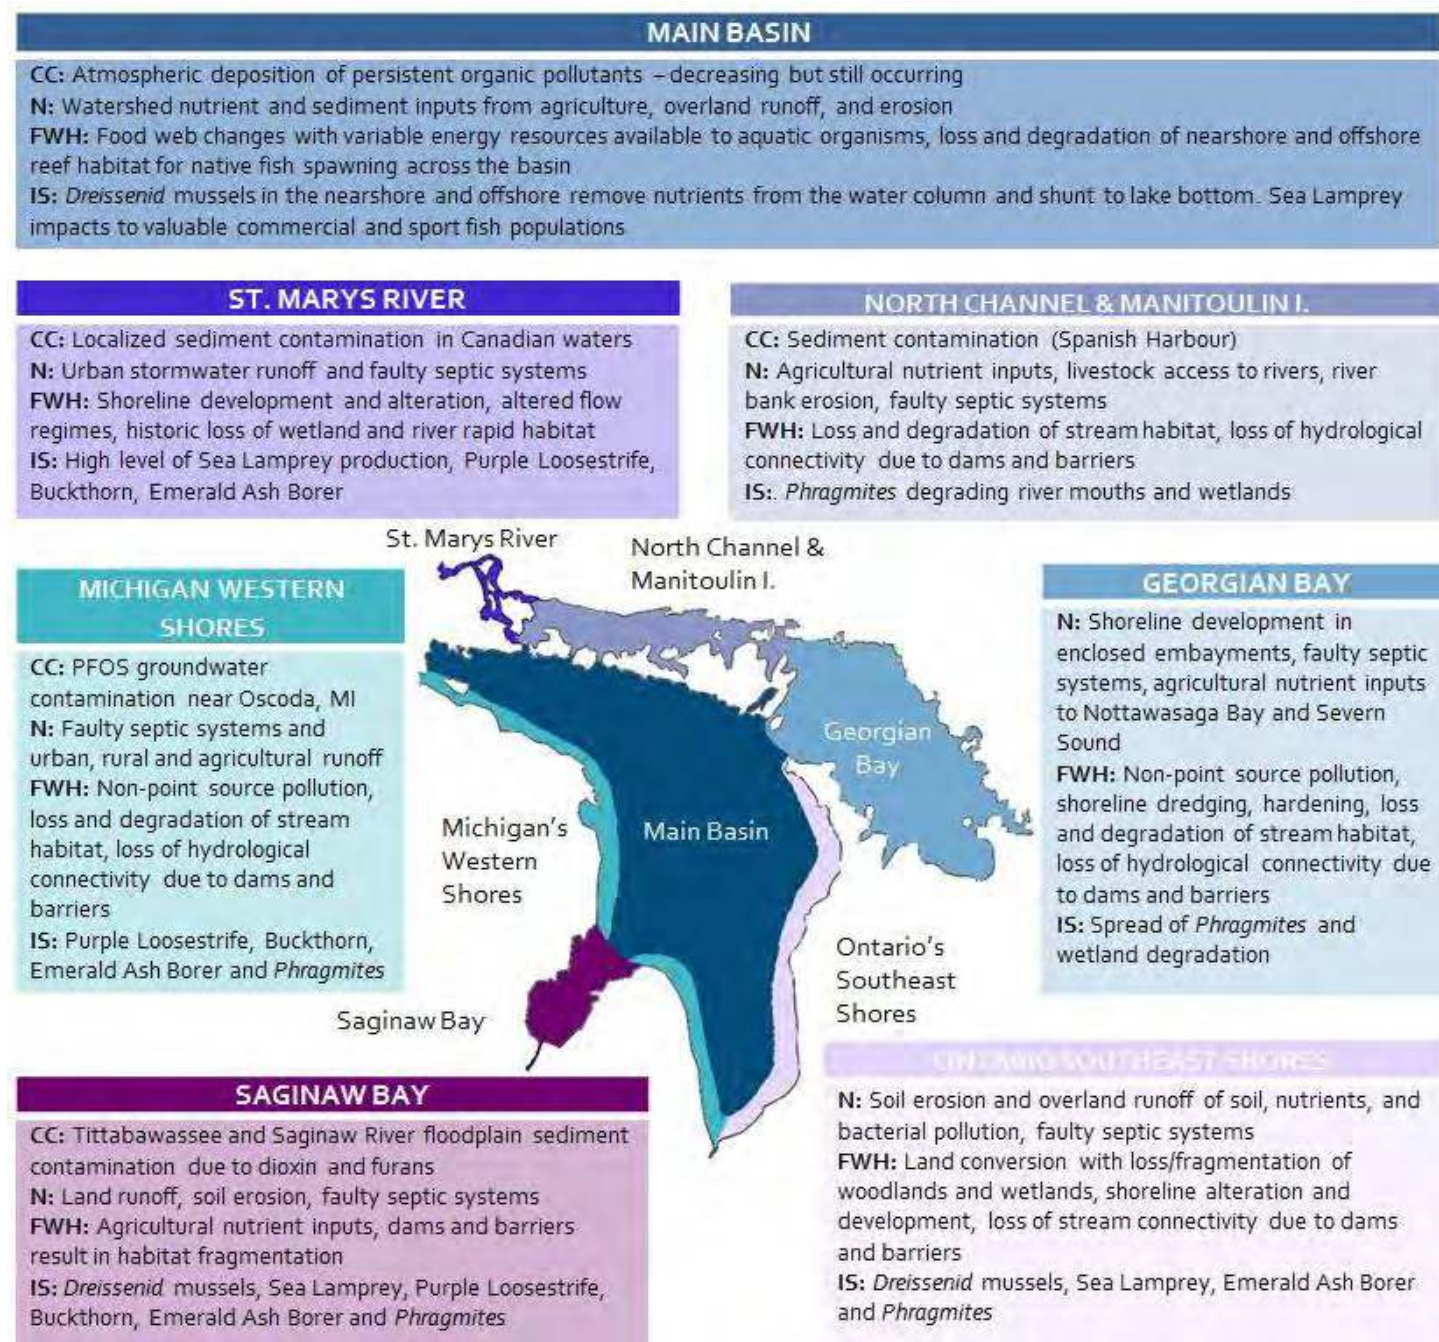 MAIN BASIN
CC: Atmospheric deposition of persistent organic pollutants – decreasing but still occurring
N: Watershed nutrient and sediment inputs from agriculture, overland runoff, and erosion
FWH: Food web changes with variable energy resources available to aquatic organisms, loss and degradation of nearshore and offshore
reef habitat for native fish spawning across the basin
IS: Dreissenid mussels in the nearshore and offshore remove nutrients from the water column and shunt to lake bottom. Sea Lamprey
impacts to valuable commercial and sport fish populations
ST. MARYS RIVER
CC: Localized sediment contamination in Canadian waters
N: Urban stormwater runoff and faulty septic systems
FWH: Shoreline development and alteration, altered flow
regimes, historic loss of wetland and river rapid habitat
IS: High level of Sea Lamprey production, Purple Loosestrife,
Buckthorn, Emerald Ash Borer
NORTH CHANNEL & MANITOULIN I.
CC: Sediment contamination (Spanish Harbour)
N: Agricultural nutrient inputs, livestock access to rivers, river
bank erosion, faulty septic systems
FWH: Loss and degradation of stream habitat, loss of hydrological
connectivity due to dams and barriers
IS:. Phragmites degrading river mouths and wetlands
St. Marys River
North Channel &
Manitoulin I.
MICHIGAN WESTERN
SHORES
CC: PFOS groundwater
contamination near Oscoda, MI
N: Faulty septic systems and
urban, rural and agricultural runoff
FWH: Non-point source pollution,
loss and degradation of stream
habitat, loss of hydrological
connectivity due to dams and
barriers
IS: Purple Loosestrife, Buckthorn,
Emerald Ash Borer and Phragmites
Georgian
Bay
Michigan's
Western
Shores
Main Basin
Ontario's
Southeast
Shores
Saginaw Bay
GEORGIAN BAY
N: Shoreline development in
enclosed embayments, faulty septic
systems, agricultural nutrient inputs
to Nottawasaga Bay and Severn
Sound
FWH: Non-point source pollution,
shoreline dredging, hardening, loss
and degradation of stream habitat,
loss of hydrological connectivity due
to dams and barriers
IS: Spread of Phragmites and
wetland degradation
SAGINAW BAY
CC: Tittabawassee and Saginaw River floodplain sediment
contamination due to dioxin and furans
N: Land runoff, soil erosion, faulty septic systems
FWH: Agricultural nutrient inputs, dams and barriers
result in habitat fragmentation
IS: Dreissenid mussels, Sea Lamprey, Purple Loosestrife,
Buckthorn, Emerald Ash Borer and Phragmites
ONTARIO SOUTHEAST SHORES
N: Soil erosion and overland runoff of soil, nutrients, and
bacterial pollution, faulty septic systems
FWH: Land conversion with loss/fragmentation of
woodlands and wetlands, shoreline alteration and
development, loss of stream connectivity due to dams
and barriers
IS: Dreissenid mussels, Sea Lamprey, Emerald Ash Borer
and Phragmites